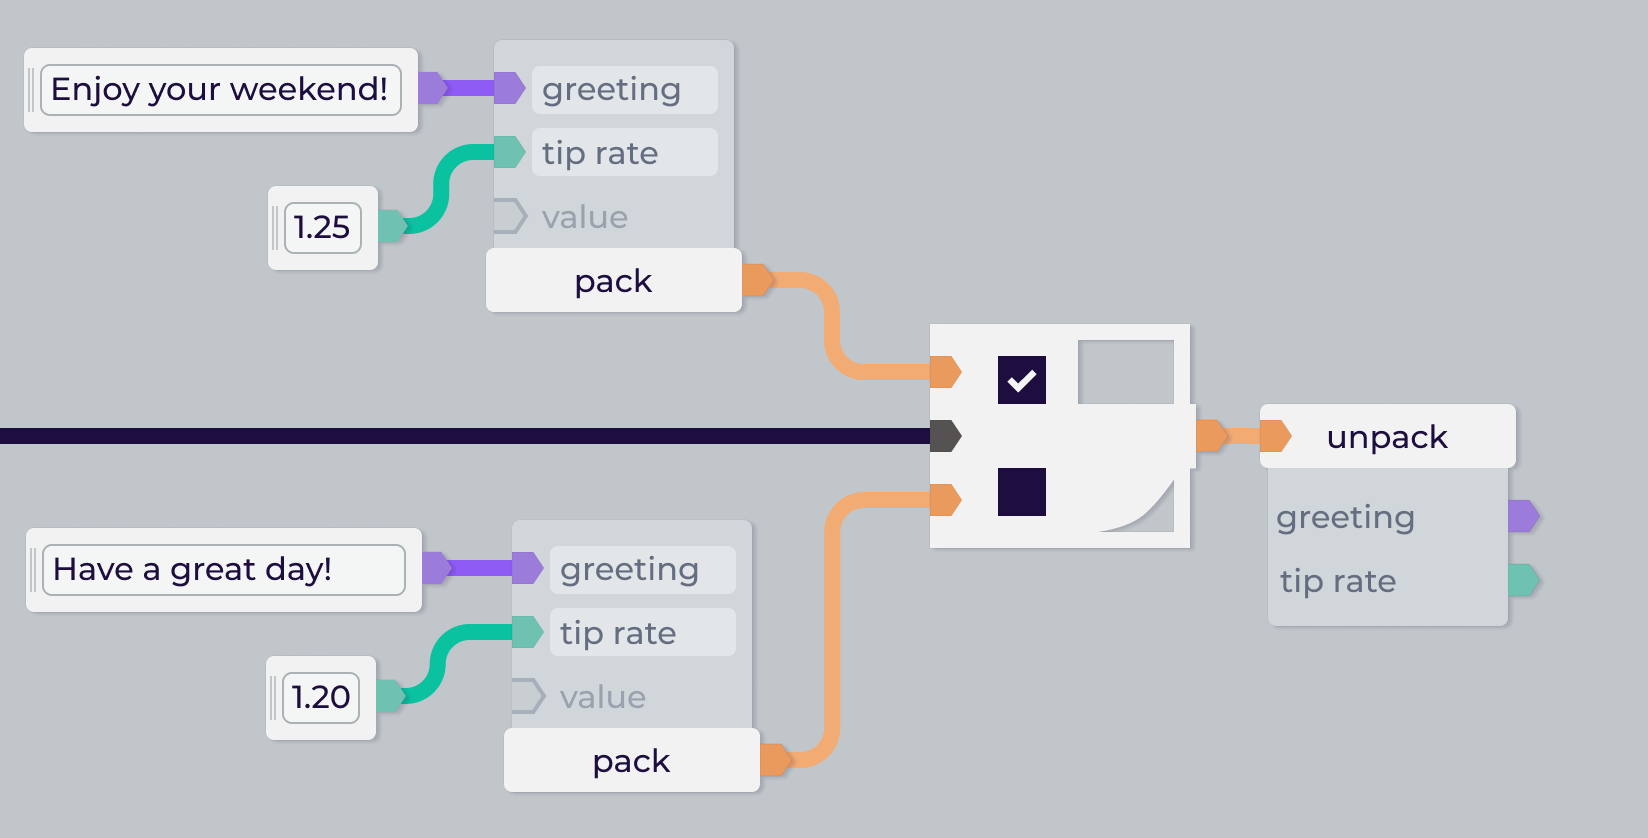 Enjoy your weekend!
greeting
tip rate
1.25
value
pack
unpack
greeting
tip rate
Have a great day!
greeting
tip rate
1.20
value
pack